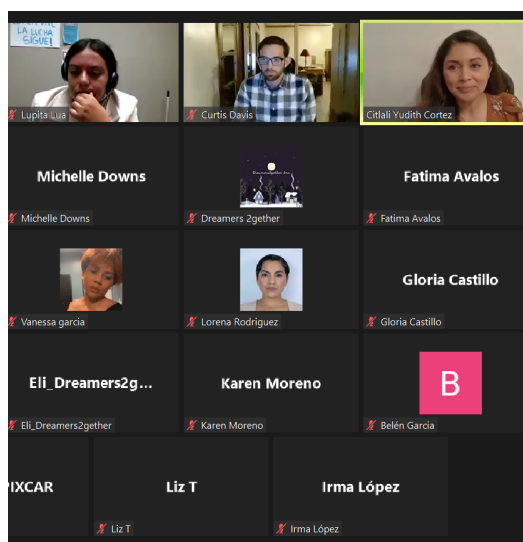 LA LUCHA
SIGUE!
Lupita Lua
Curtis Davis
Citlali Yudith Cortez
Michelle Downs
Michelle Downs
Dreamers 2gether
Fatima Avalos
Fatima Avalos
Vanessa garcia
Lorena Rodriguez
Gloria Castillo
Gloria Castillo
Eli_Dreamers2g...
Eli_Dreamers2gether
Karen Moreno
Karen Moreno
B
Belén Garcia
PIXCAR
Liz T
Liz T
Irma López
Irma López